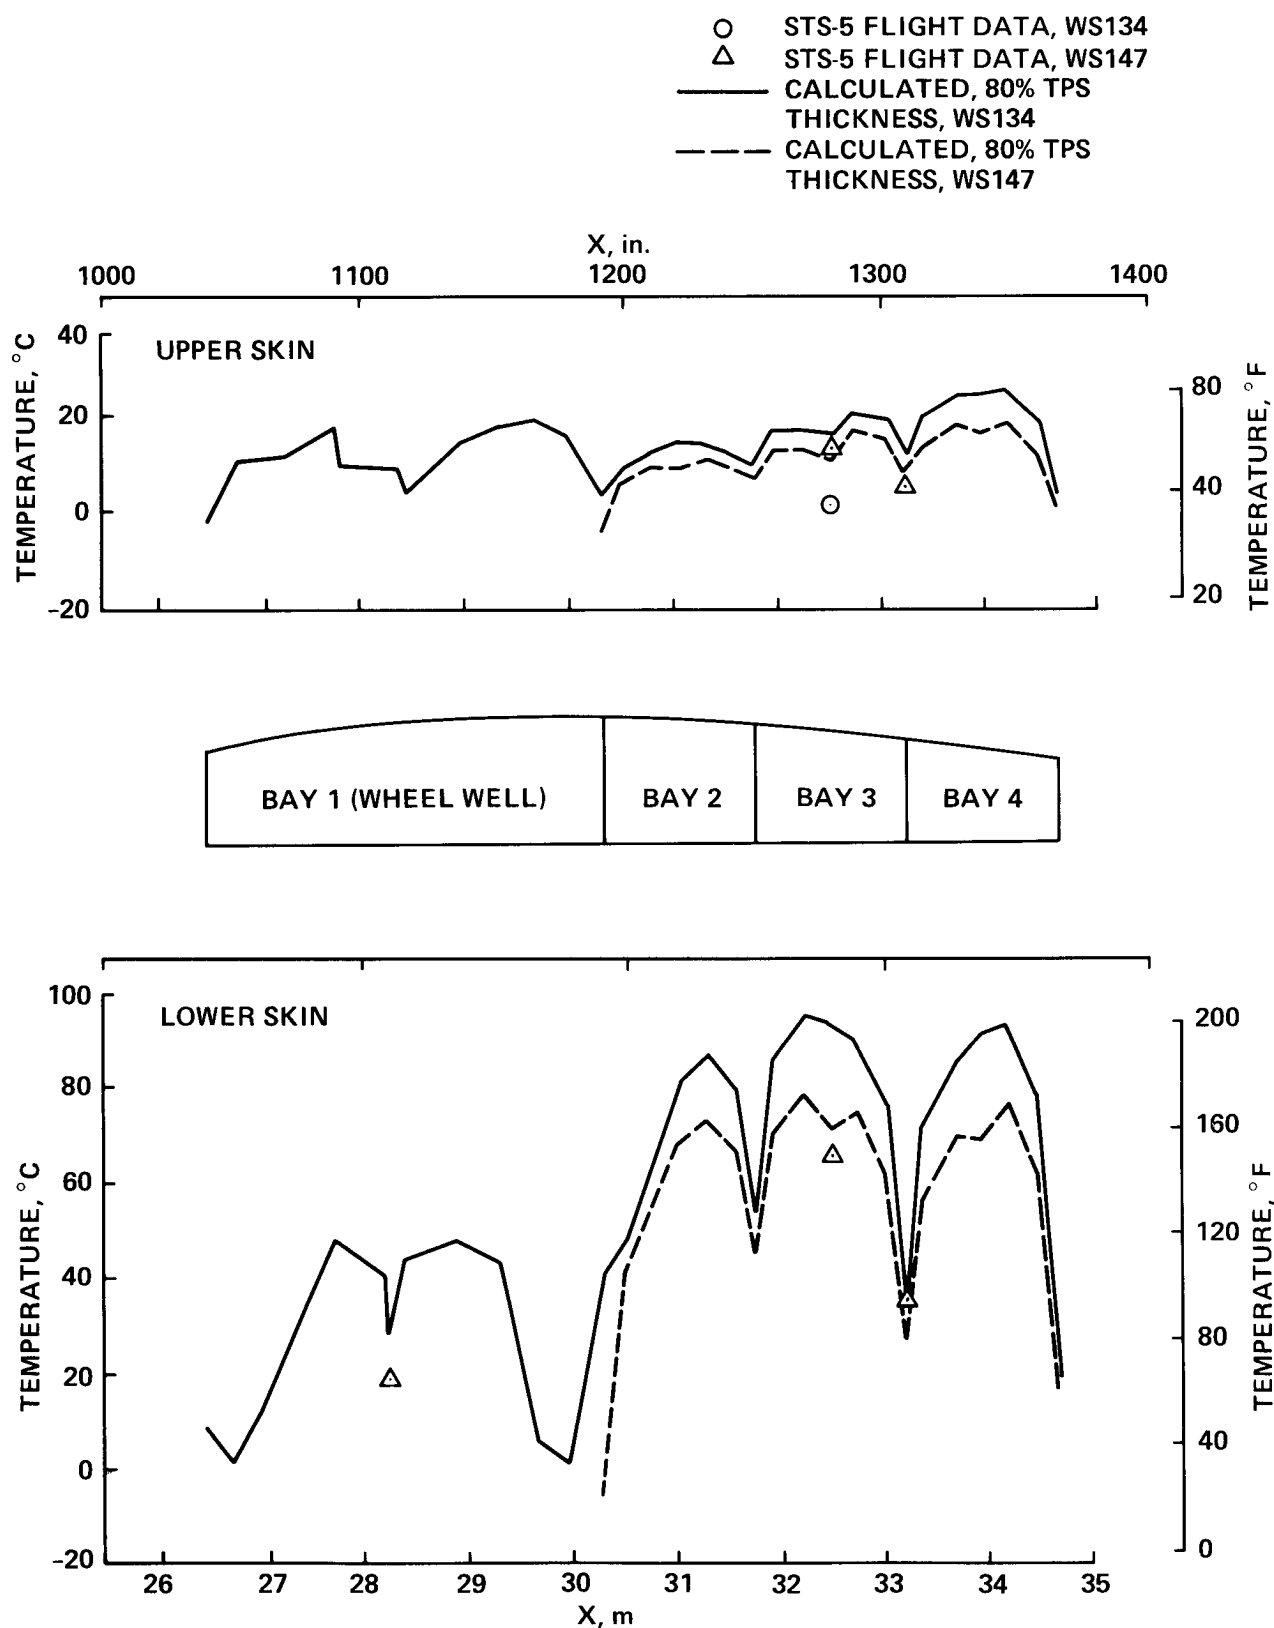 STS-5 FLIGHT DATA, WS134
STS-5 FLIGHT DATA, WS147
CALCULATED, 80% TPS
THICKNESS, WS134
CALCULATED, 80% TPS
THICKNESS, WS147
X, in.
1000 1100 1200 1300 1400
UPPER SKIN
TEMPERATURE, °C
40
20
0
–20
TEMPERATURE, °F
80
40
20
BAY 1 (WHEEL WELL) BAY 2 BAY 3 BAY 4
LOWER SKIN
TEMPERATURE, °C
100
80
60
40
20
0
–20
TEMPERATURE, °F
200
160
120
80
40
0
26 27 28 29 30 31 32 33 34 35
X, m